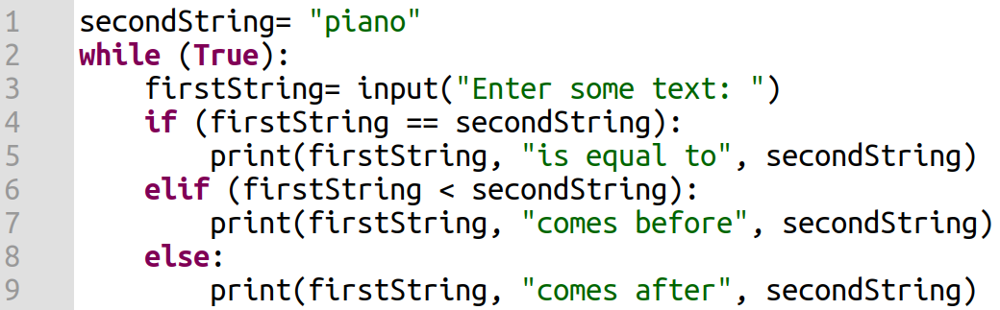 1 secondString= "piano"
2 while (True):
3     firstString= input("Enter some text: ")
4     if (firstString == secondString):
5         print(firstString, "is equal to", secondString)
6     elif (firstString < secondString):
7         print(firstString, "comes before", secondString)
8     else:
9         print(firstString, "comes after", secondString)